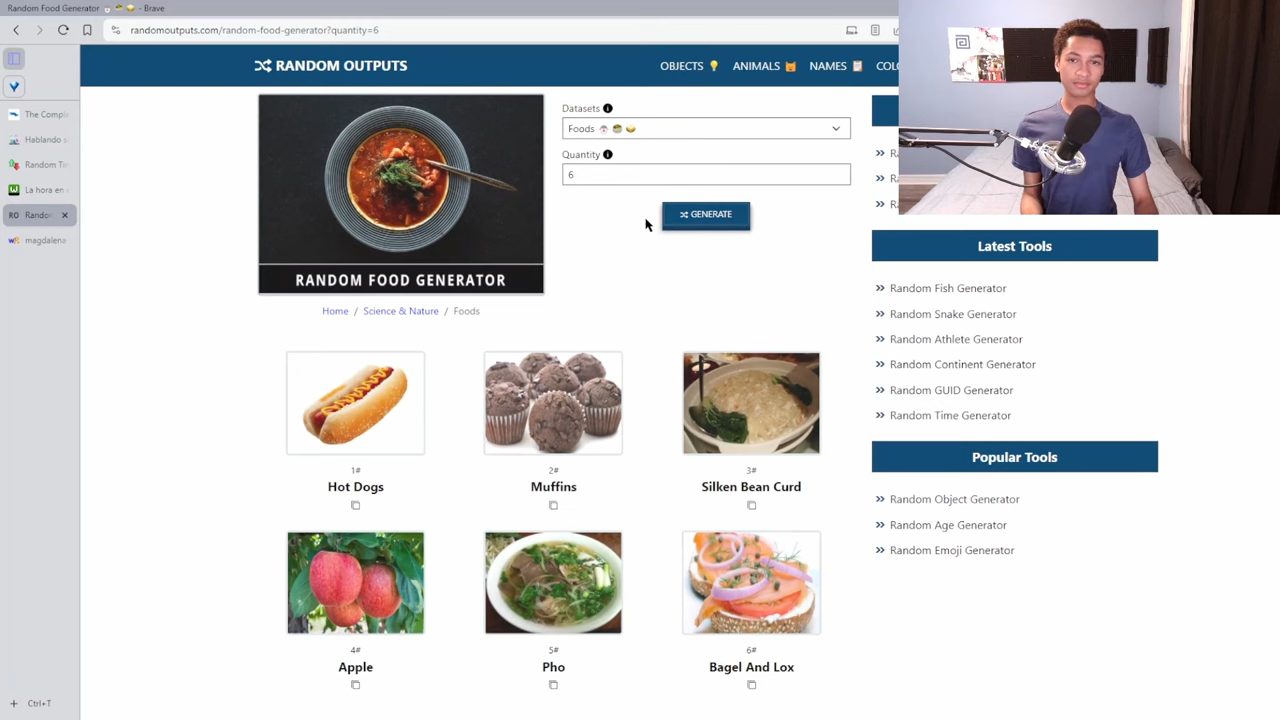 Random Food Generator - Brave
randomoutputs.com/random-food-generator?quantity=6
The Comple
Hablando s
Random Tim
La hora en e
Rando
magdalena
Ctrl+T
RANDOM OUTPUTS
OBJECTS
ANIMALS
NAMES
COLO
RANDOM FOOD GENERATOR
Datasets
Foods
Quantity
6
GENERATE
Home / Science & Nature / Foods
1#
Hot Dogs
2#
Muffins
3#
Silken Bean Curd
4#
Apple
5#
Pho
6#
Bagel And Lox
Latest Tools
Random Fish Generator
Random Snake Generator
Random Athlete Generator
Random Continent Generator
Random GUID Generator
Random Time Generator
Popular Tools
Random Object Generator
Random Age Generator
Random Emoji Generator